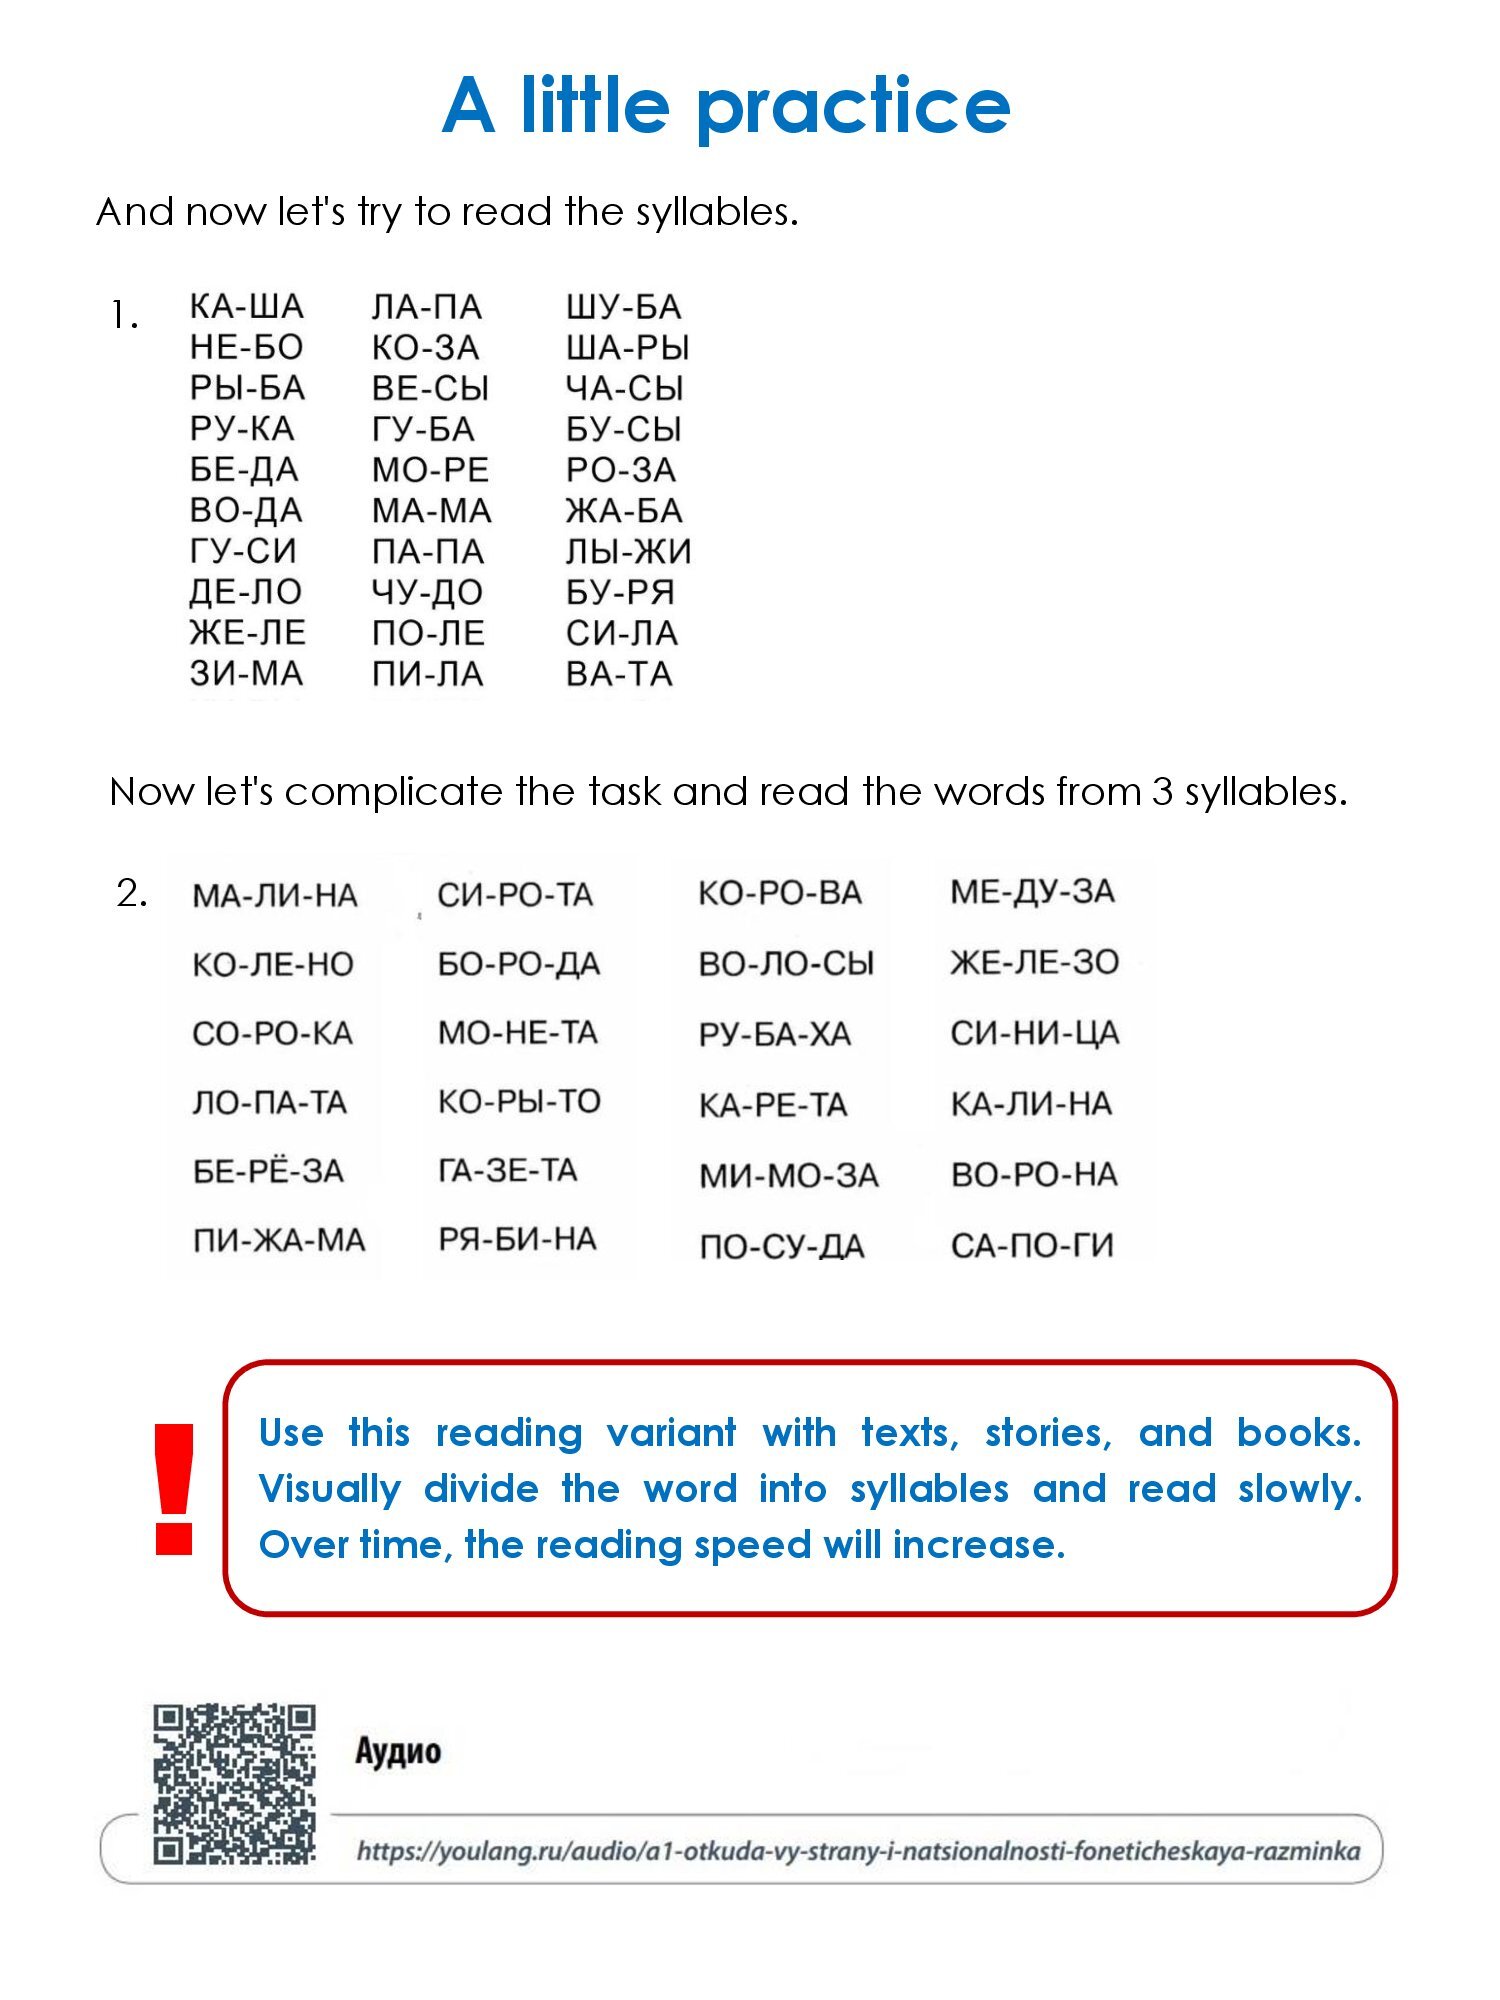 A little practice
And now let's try to read the syllables.
1. КА-ША ЛА-ПА ШУ-БА
НЕ-БО КО-ЗА ША-РЫ
РЫ-БА ВЕ-СЫ ЧА-СЫ
РУ-КА ГУ-БА БУ-СЫ
БЕ-ДА МО-РЕ РО-ЗА
ВО-ДА МА-МА ЖА-БА
ГУ-СИ ПА-ПА ЛЫ-ЖИ
ДЕ-ЛО ЧУ-ДО БУ-РЯ
ЖЕ-ЛЕ ПО-ЛЕ СИ-ЛА
ЗИ-МА ПИ-ЛА ВА-ТА
Now let's complicate the task and read the words from 3 syllables.
2. МА-ЛИ-НА СИ-РО-ТА КО-РО-ВА МЕ-ДУ-ЗА
КО-ЛЕ-НО БО-РО-ДА ВО-ЛО-СЫ ЖЕ-ЛЕ-ЗО
СО-РО-КА МО-НЕ-ТА РУ-БА-ХА СИ-НИ-ЦА
ЛО-ПА-ТА КО-РЫ-ТО КА-РЕ-ТА КА-ЛИ-НА
БЕ-РЁ-ЗА ГА-ЗЕ-ТА МИ-МО-ЗА ВО-РО-НА
ПИ-ЖА-МА РЯ-БИ-НА ПО-СУ-ДА СА-ПО-ГИ
! Use this reading variant with texts, stories, and books.
Visually divide the word into syllables and read slowly.
Over time, the reading speed will increase.
Аудио
https://youlang.ru/audio/a1-otkuda-vy-strany-i-natsionalnosti-foneticheskaya-razminka